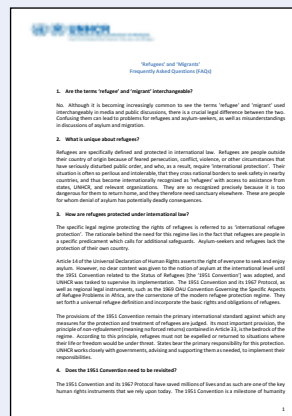 UNHCR
'Refugees' and 'Migrants'
Frequently Asked Questions (FAQs)
1. Are the terms 'refugee' and 'migrant' interchangeable?
No. Although it is becoming increasingly common to see the terms 'refugee' and 'migrant' used
interchangeably in media and public discussions, there is a crucial legal difference between the two.
Confusing them can lead to problems for refugees and asylum-seekers, as well as misunderstandings
in discussions of asylum and migration.
2. What is unique about refugees?
Refugees are specifically defined and protected in international law. Refugees are people outside
their country of origin because of feared persecution, conflict, violence, or other circumstances that
have seriously disturbed public order, and who, as a result, require 'international protection'. Their
situation is often so perilous and intolerable, that they cross national borders to seek safety in nearby
countries, and thus become internationally recognised as 'refugees' with access to assistance from
states, UNHCR, and relevant organizations. They are so recognized precisely because it is too
dangerous for them to return home, and they therefore need sanctuary elsewhere. These are people
for whom denial of asylum has potentially deadly consequences.
3. How are refugees protected under international law?
The specific legal regime protecting the rights of refugees is referred to as 'international refugee
protection'. The rationale behind the need for this regime lies in the fact that refugees are people in
a specific predicament which calls for additional safeguards. Asylum-seekers and refugees lack the
protection of their own country.
Article 14 of the Universal Declaration of Human Rights asserts the right of everyone to seek and enjoy
asylum. However, no clear content was given to the notion of asylum at the international level until
the 1951 Convention related to the Status of Refugees (the '1951 Convention') was adopted, and
UNHCR was tasked to supervise its implementation. The 1951 Convention and its 1967 Protocol, as
well as regional legal instruments, such as the 1969 OAU Convention Governing the Specific Aspects
of Refugee Problems in Africa, are the cornerstone of the modern refugee protection regime. They
set forth a universal refugee definition and incorporate the basic rights and obligations of refugees.
The provisions of the 1951 Convention remain the primary international standard against which any
measures for the protection and treatment of refugees are judged. Its most important provision, the
principle of non-refoulement (meaning no forced returns) contained in Article 33, is the bedrock of the
regime. According to this principle, refugees must not be expelled or returned to situations where
their life or freedom would be under threat. States bear the primary responsibility for this protection.
UNHCR works closely with governments, advising and supporting them as needed, to implement their
responsibilities.
4. Does the 1951 Convention need to be revisited?
The 1951 Convention and its 1967 Protocol have saved millions of lives and as such are one of the key
human rights instruments that we rely upon today. The 1951 Convention is a milestone of humanity
1